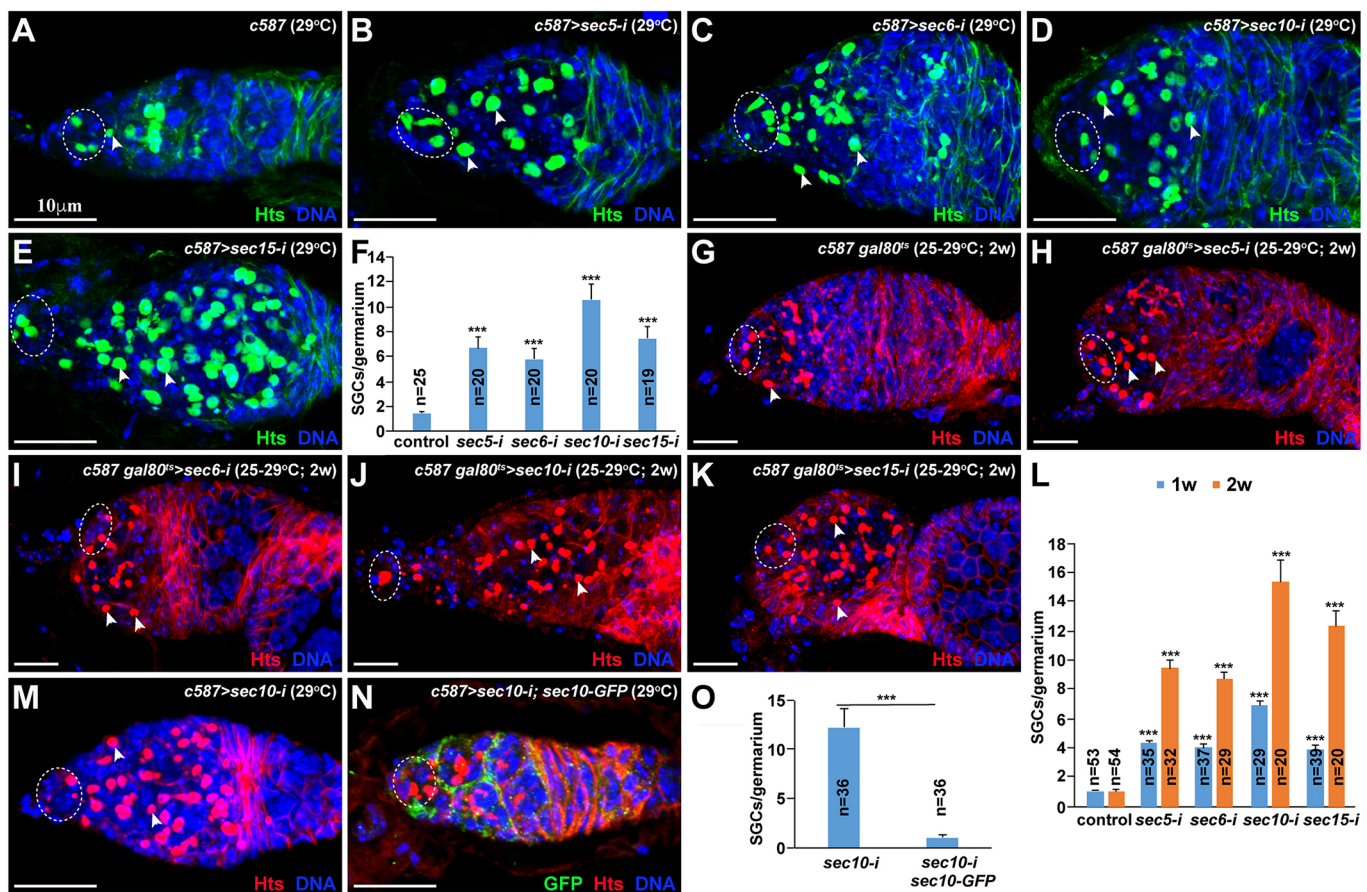 A
c587 (29°C)
10μm
Hts DNA
B
c587>sec5-i (29°C)
Hts DNA
C
c587>sec6-i (29°C)
Hts DNA
D
c587>sec10-i (29°C)
Hts DNA
E
c587>sec15-i (29°C)
Hts DNA
F
SGCs/germarium
14
12
10
8
6
4
2
0
n=25
n=20
n=20
n=20
n=19
***
***
***
***
control sec5-i sec6-i sec10-i sec15-i
G
c587 gal80ts (25-29°C; 2w)
Hts DNA
H
c587 gal80ts>sec5-i (25-29°C; 2w)
Hts DNA
I
c587 gal80ts>sec6-i (25-29°C; 2w)
Hts DNA
J
c587 gal80ts>sec10-i (25-29°C; 2w)
Hts DNA
K
c587 gal80ts>sec15-i (25-29°C; 2w)
Hts DNA
L
1w 2w
SGCs/germarium
18
16
14
12
10
8
6
4
2
0
n=53
n=54
n=35
n=32
n=37
n=29
n=29
n=20
n=39
n=20
***
***
***
***
***
***
***
***
control sec5-i sec6-i sec10-i sec15-i
M
c587>sec10-i (29°C)
Hts DNA
N
c587>sec10-i; sec10-GFP (29°C)
GFP Hts DNA
O
SGCs/germarium
15
10
5
0
***
n=36
n=36
sec10-i
sec10-i
sec10-GFP